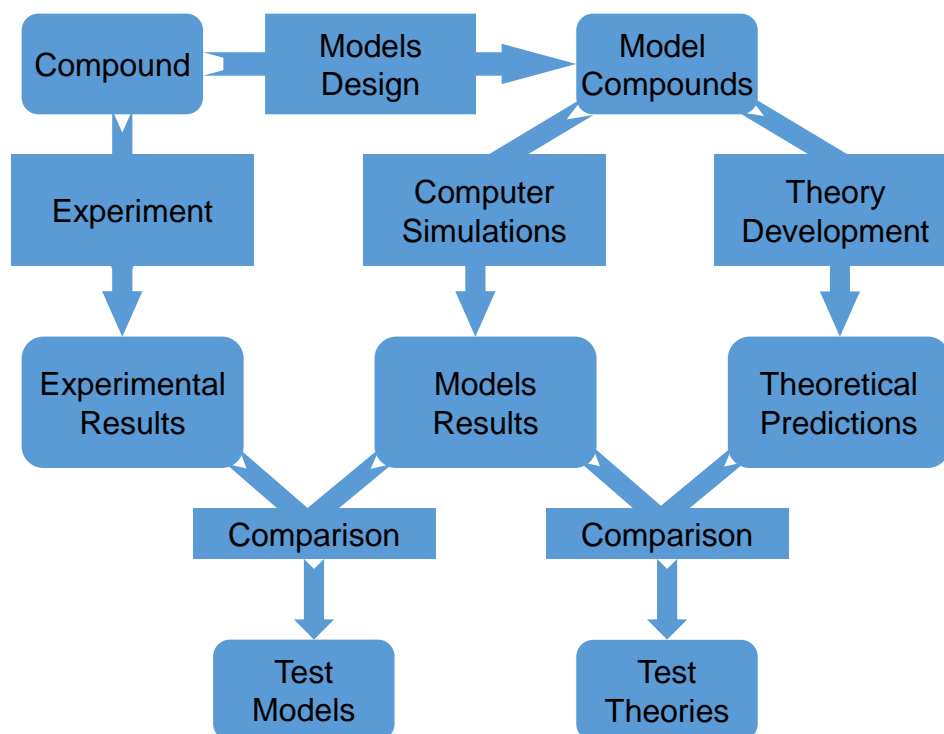 Compound
Models
Design
Model
Compounds
Experiment
Computer
Simulations
Theory
Development
Experimental
Results
Models
Results
Theoretical
Predictions
Comparison
Comparison
Test
Models
Test
Theories